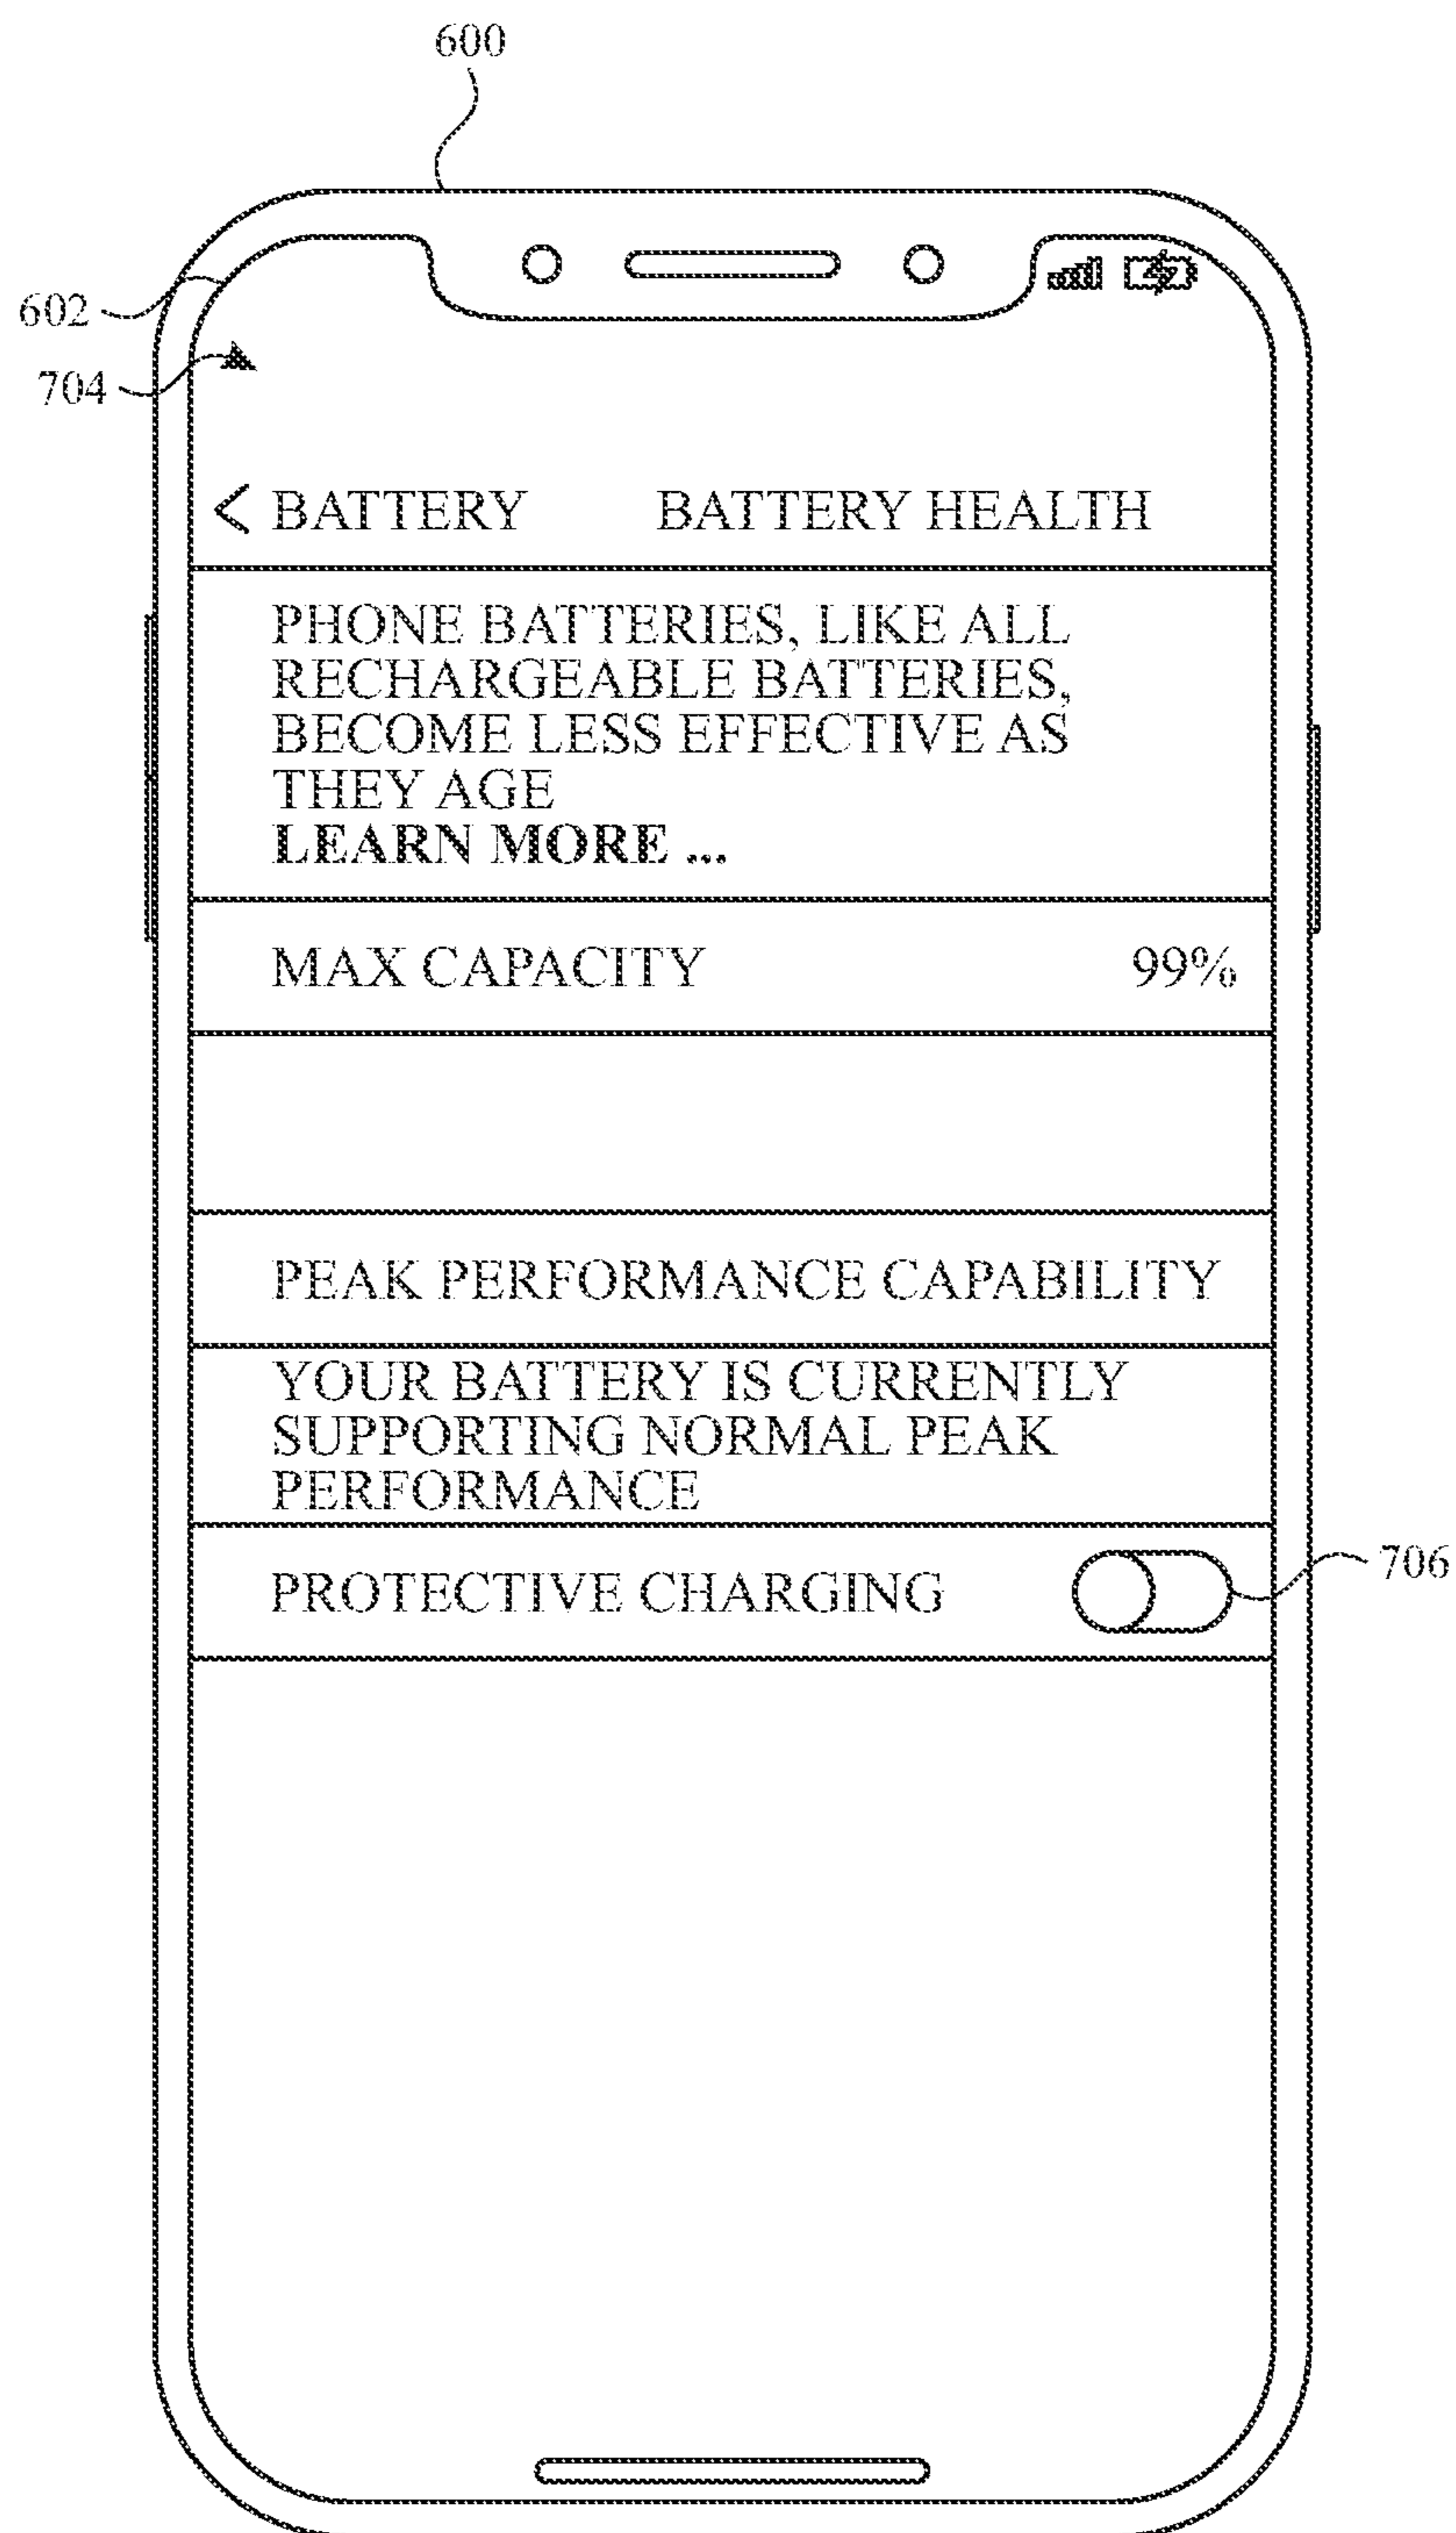 600
602
704
< BATTERY BATTERY HEALTH
PHONE BATTERIES, LIKE ALL
RECHARGEABLE BATTERIES,
BECOME LESS EFFECTIVE AS
THEY AGE
LEARN MORE ...
MAX CAPACITY 99%
PEAK PERFORMANCE CAPABILITY
YOUR BATTERY IS CURRENTLY
SUPPORTING NORMAL PEAK
PERFORMANCE
PROTECTIVE CHARGING
706